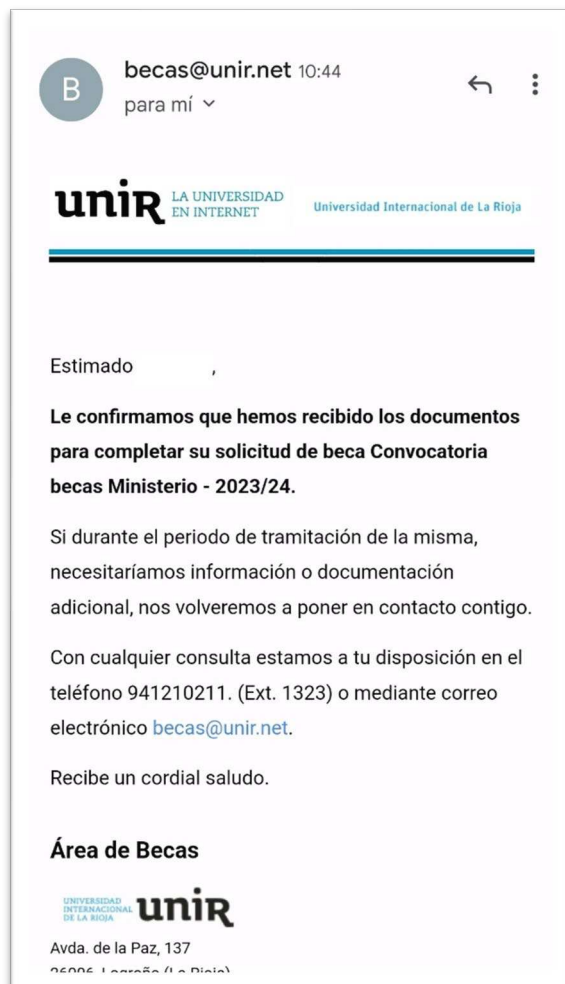 B
becas@unir.net 10:44
para mí
unir LA UNIVERSIDAD
EN INTERNET
Universidad Internacional de La Rioja
Estimado ,
Le confirmamos que hemos recibido los documentos
para completar su solicitud de beca Convocatoria
becas Ministerio - 2023/24.
Si durante el periodo de tramitación de la misma,
necesitaríamos información o documentación
adicional, nos volveremos a poner en contacto contigo.
Con cualquier consulta estamos a tu disposición en el
teléfono 941210211. (Ext. 1323) o mediante correo
electrónico becas@unir.net.
Recibe un cordial saludo.
Área de Becas
UNIVERSIDAD
INTERNACIONAL
DE LA RIOJA
unir
Avda. de la Paz, 137
26006 Logroño (La Rioja)